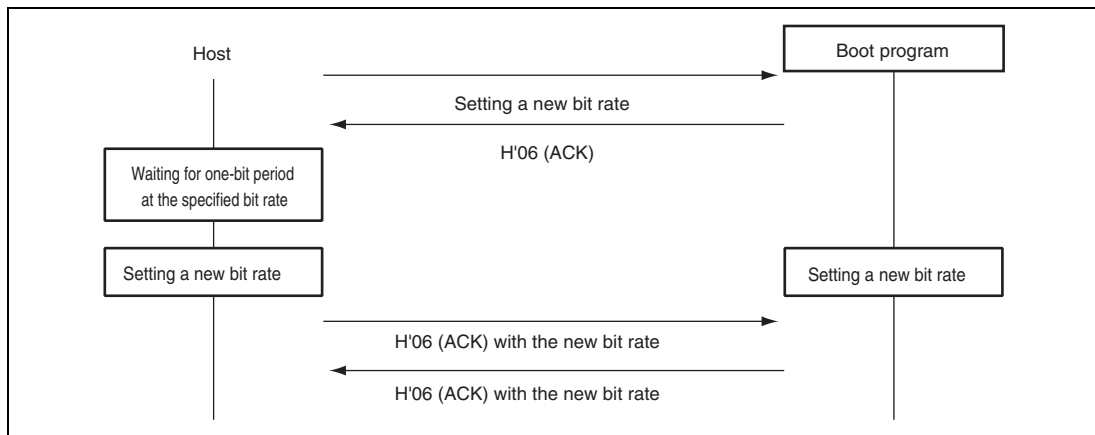 Host
Boot program
Setting a new bit rate
H'06 (ACK)
Waiting for one-bit period
at the specified bit rate
Setting a new bit rate
Setting a new bit rate
H'06 (ACK) with the new bit rate
H'06 (ACK) with the new bit rate